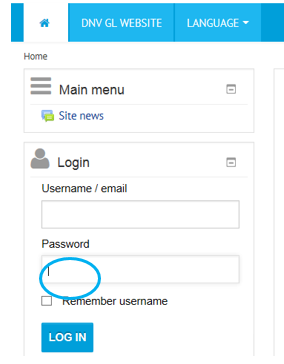 DNV GL WEBSITE
LANGUAGE
Home
Main menu
Site news
Login
Username / email
Password
Remember username
LOG IN